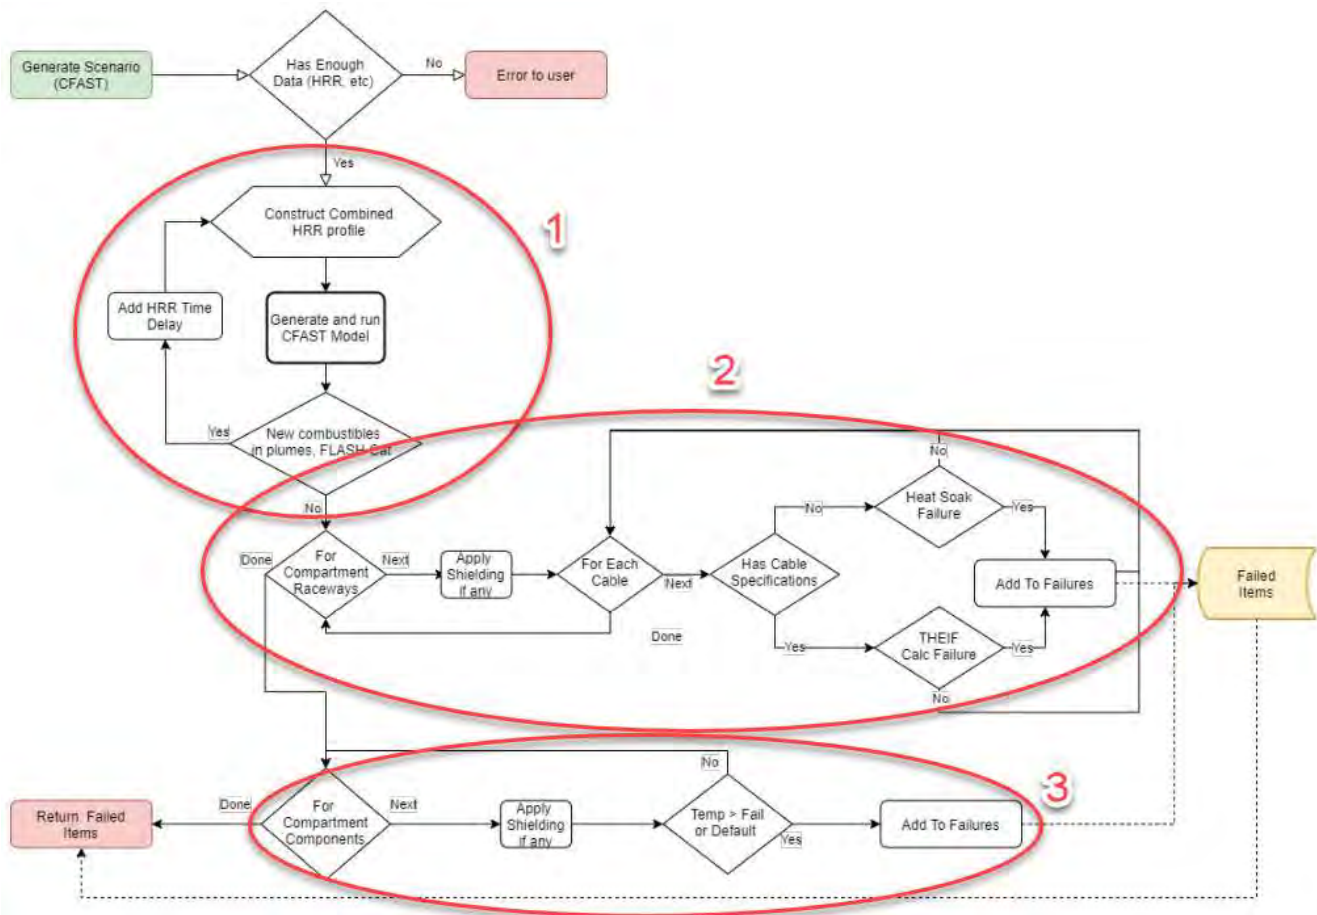 Generate Scenario
(CFAST)
Has Enough
Data (HRR, etc)
No
Error to user
Yes
1
Construct Combined
HRR profile
Add HRR Time
Delay
Generate and run
CFAST Model
Yes
New combustibles
in plumes, FLASH-Cat
No
2
No
Heat Soak
Failure
No
Yes
Done
For
Compartment
Raceways
Next
Apply
Shielding
if any
For Each
Cable
Next
Has Cable
Specifications
Add To Failures
Failed
Items
Done
Yes
THEIF
Calc Failure
Yes
No
3
No
Done
Return Failed
Items
For
Compartment
Components
Next
Apply
Shielding
if any
Temp > Fail
or Default
Yes
Add To Failures